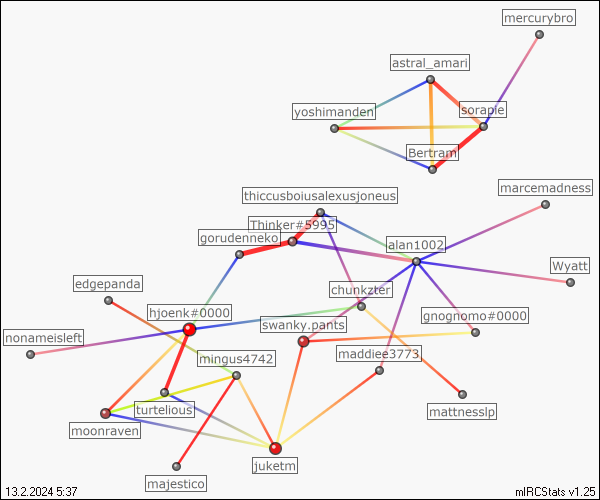 mercurybro
astral_amari
yoshimanden
sorapie
Bertram
thiccusboiusalexusjoneus
marcemadness
Thinker#5995
gorudenneko
alan1002
Wyatt
edgepanda
chunkzter
hjoenk#0000
swanky.pants
gnognomo#0000
nonameisleft
mingus4742
maddiee3773
turtelious
mattnesslp
moonraven
juketm
majestico
13.2.2024 5:37
mIRCStats v1.25